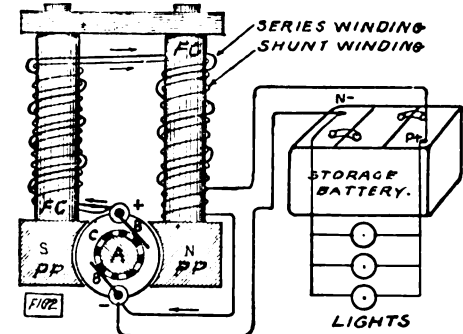 SERIES WINDING
SHUNT WINDING
FC
N-
P+
STORAGE
BATTERY.
FC
+
S
C
B
N
A
PP
B
PP
FIG2
-
LIGHTS